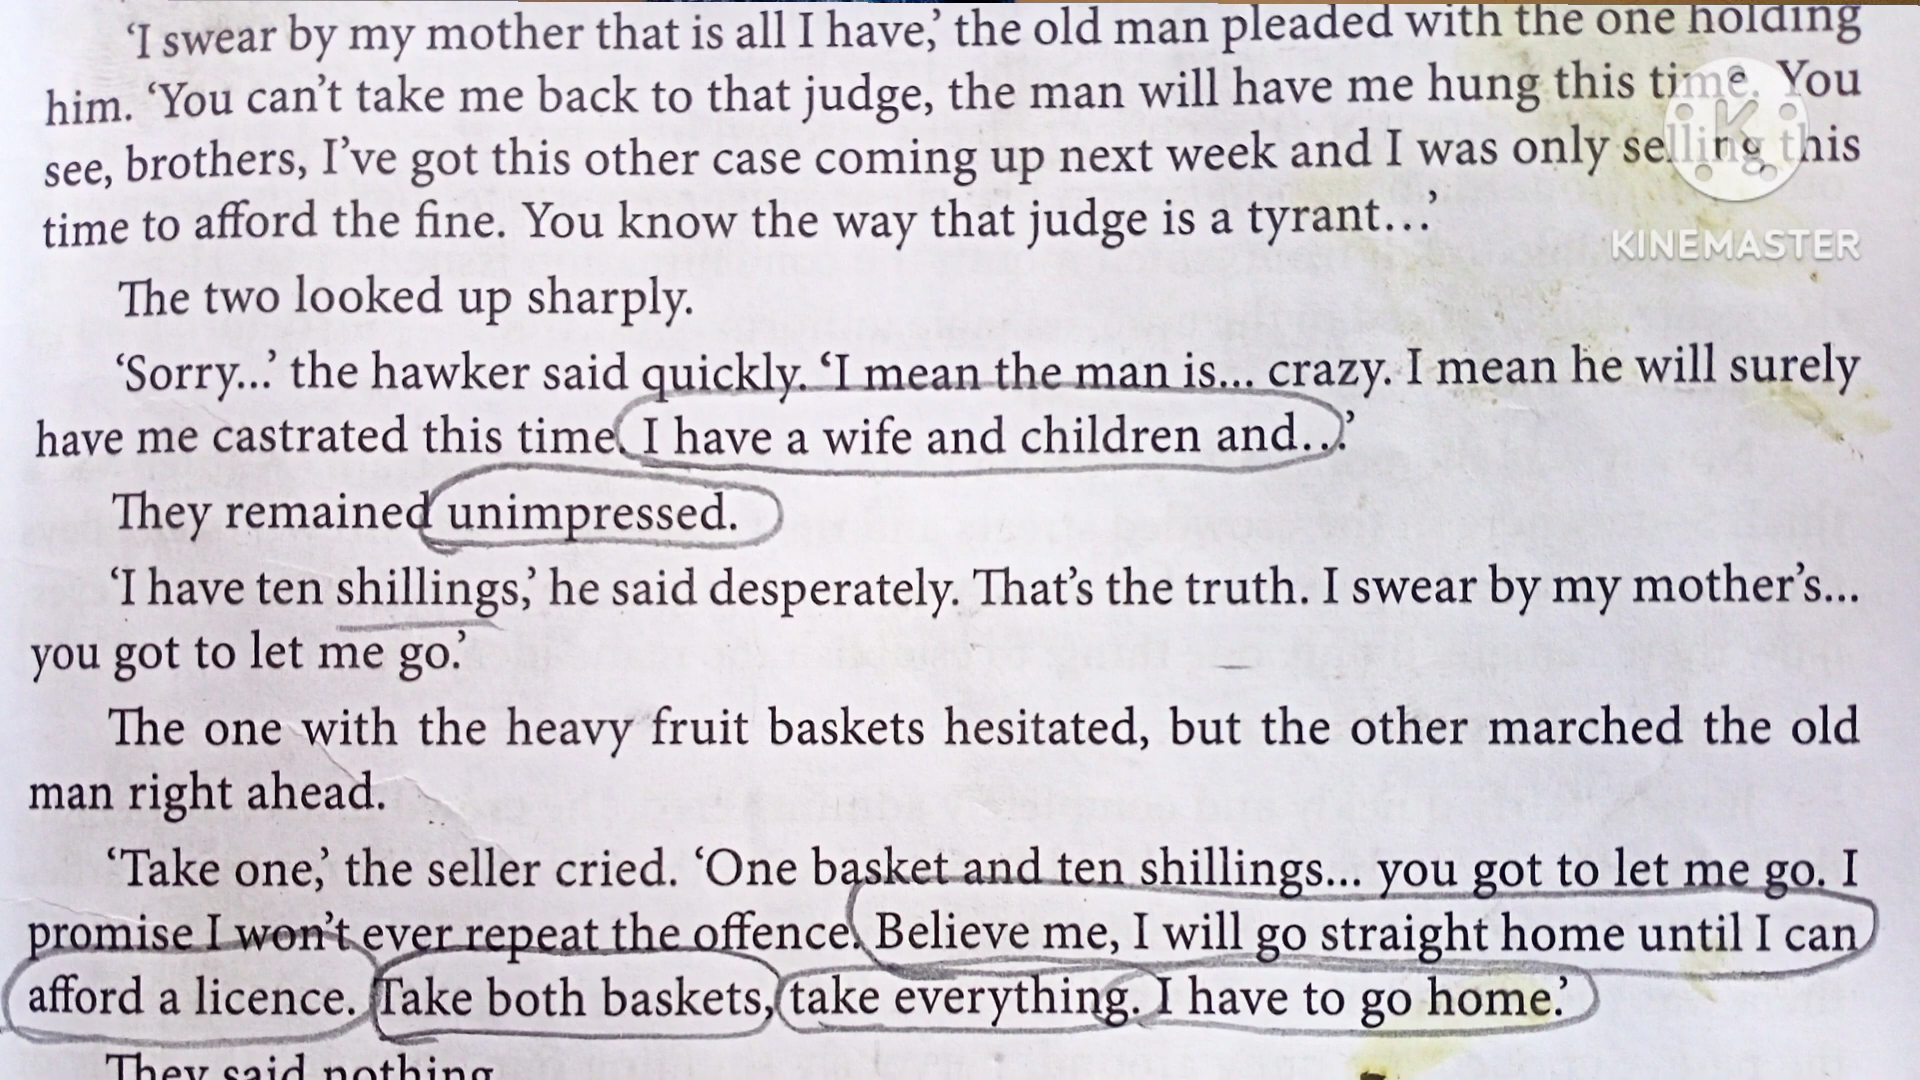 ‘I swear by my mother that is all I have,’ the old man pleaded with the one holding
him. ‘You can’t take me back to that judge, the man will have me hung this time. You
see, brothers, I’ve got this other case coming up next week and I was only selling this
time to afford the fine. You know the way that judge is a tyrant...’
KINEMASTER
The two looked up sharply.
‘Sorry...’ the hawker said quickly. ‘I mean the man is... crazy. I mean he will surely
have me castrated this time. I have a wife and children and...’
They remained unimpressed.
‘I have ten shillings,’ he said desperately. That’s the truth. I swear by my mother’s...
you got to let me go.’
The one with the heavy fruit baskets hesitated, but the other marched the old
man right ahead.
‘Take one,’ the seller cried. ‘One basket and ten shillings... you got to let me go. I
promise I won’t ever repeat the offence. Believe me, I will go straight home until I can
afford a licence. Take both baskets, take everything. I have to go home.’
They said nothing